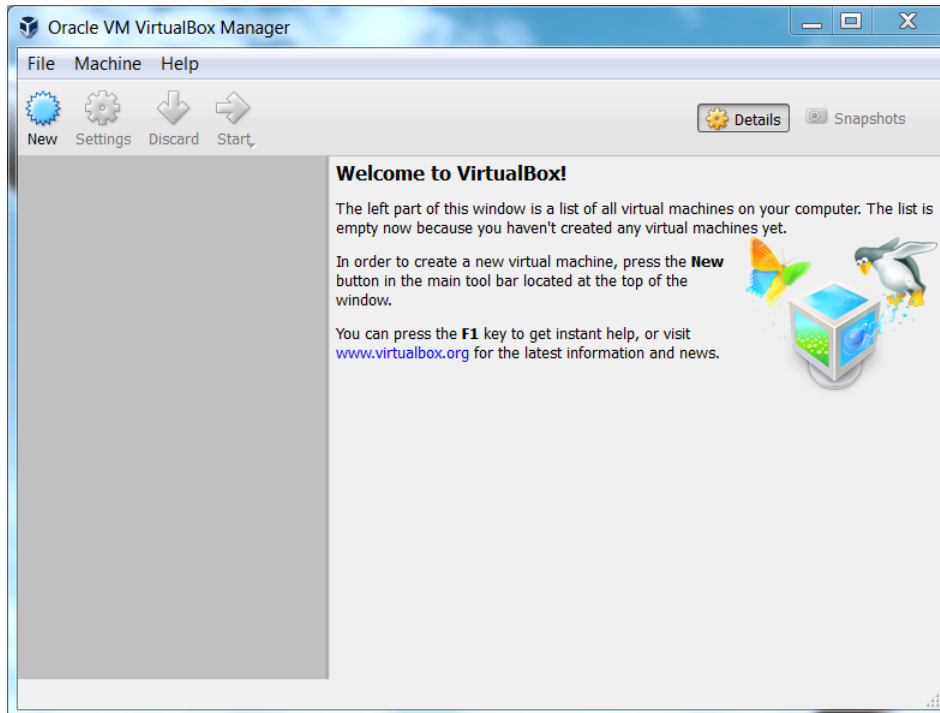 Oracle VM VirtualBox Manager
File Machine Help
New Settings Discard Start
Details Snapshots
Welcome to VirtualBox!
The left part of this window is a list of all virtual machines on your computer. The list is
empty now because you haven't created any virtual machines yet.
In order to create a new virtual machine, press the New
button in the main tool bar located at the top of the
window.
You can press the F1 key to get instant help, or visit
www.virtualbox.org for the latest information and news.